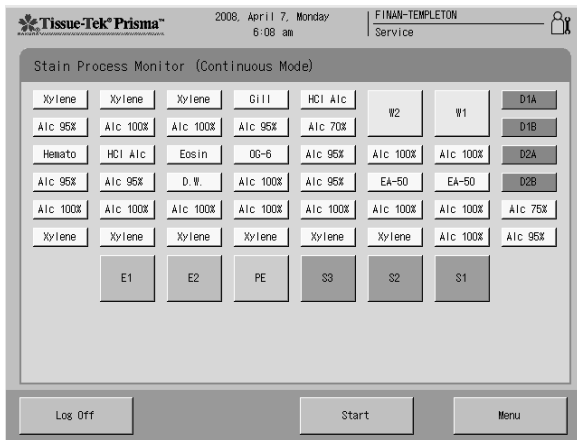 Tissue-Tek® Prisma™ 2008, April 7, Monday FINAN-TEMPLETON
6:08 am Service
Stain Process Monitor (Continuous Mode)
Xylene Xylene Xylene Gill HCl Alc W2 W1 D1A
Alc 95% Alc 100% Alc 100% Alc 95% Alc 70% D1B
Hemato HCl Alc Eosin OG-6 Alc 95% Alc 100% Alc 100% D2A
Alc 95% Alc 95% D.W. Alc 100% Alc 95% EA-50 EA-50 D2B
Alc 100% Alc 100% Alc 100% Alc 100% Alc 100% Alc 100% Alc 100% Alc 75%
Xylene Xylene Xylene Xylene Xylene Xylene Alc 100% Alc 95%
E1 E2 PE S3 S2 S1
Log Off Start Menu